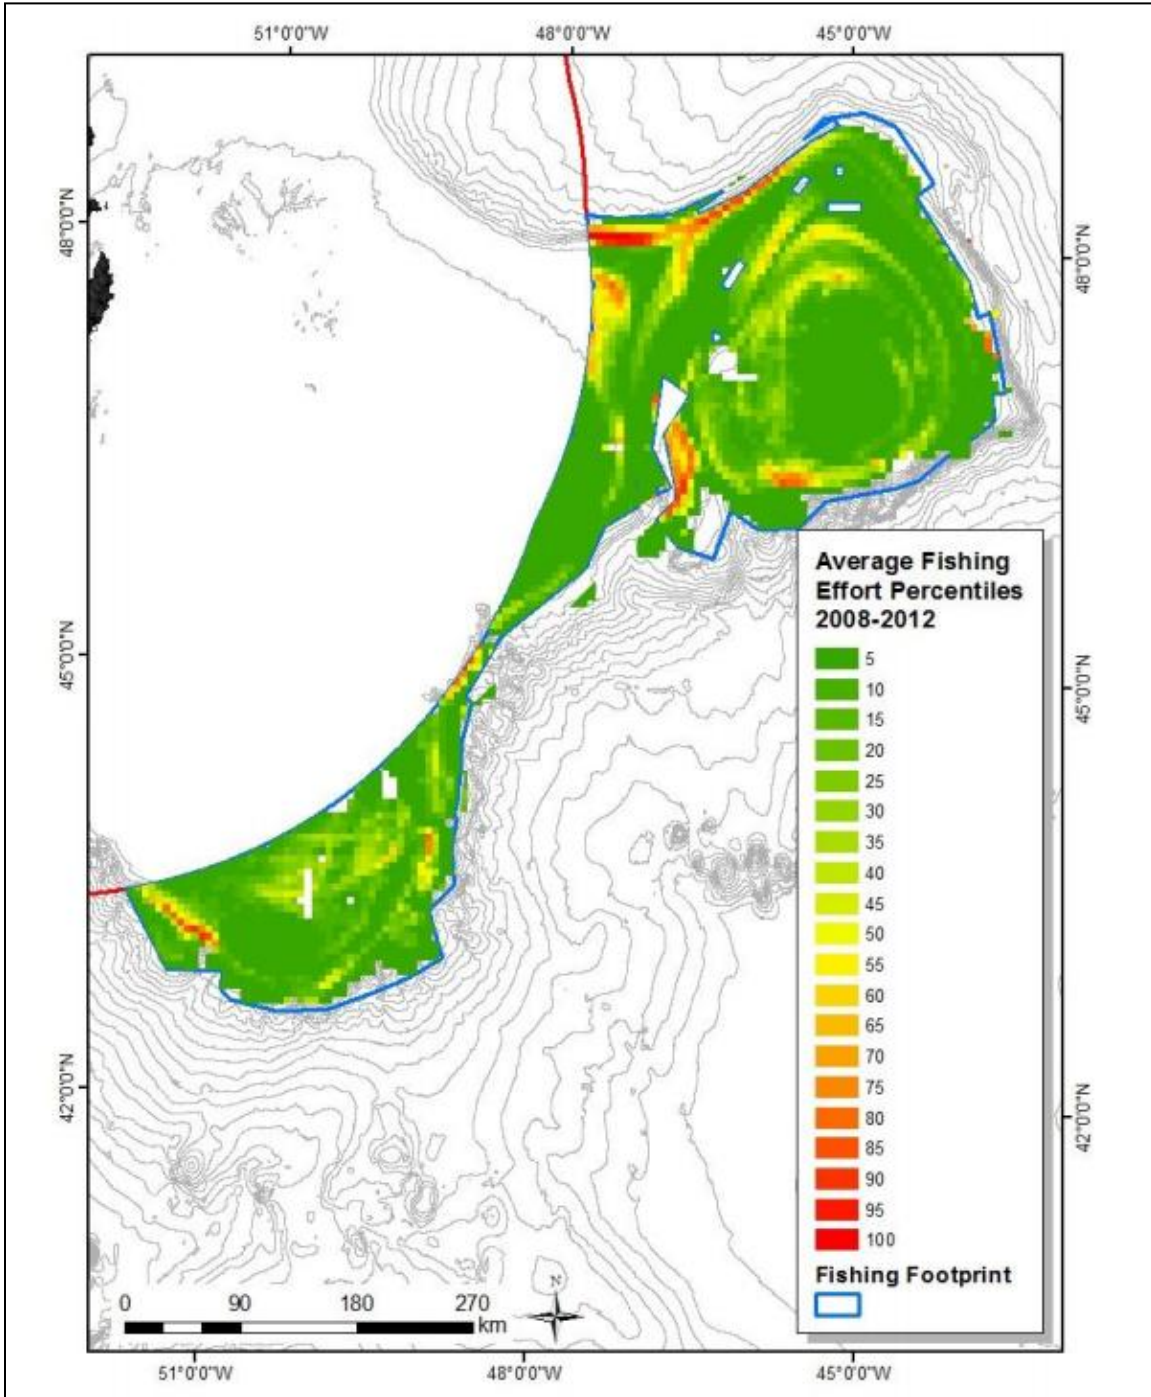 51°0'0"W 48°0'0"W 45°0'0"W
48°0'0"N
48°0'0"N
45°0'0"N
45°0'0"N
42°0'0"N
42°0'0"N
Average Fishing
Effort Percentiles
2008-2012
5
10
15
20
25
30
35
40
45
50
55
60
65
70
75
80
85
90
95
100
Fishing Footprint
0 90 180 270
km
N
51°0'0"W 48°0'0"W 45°0'0"W